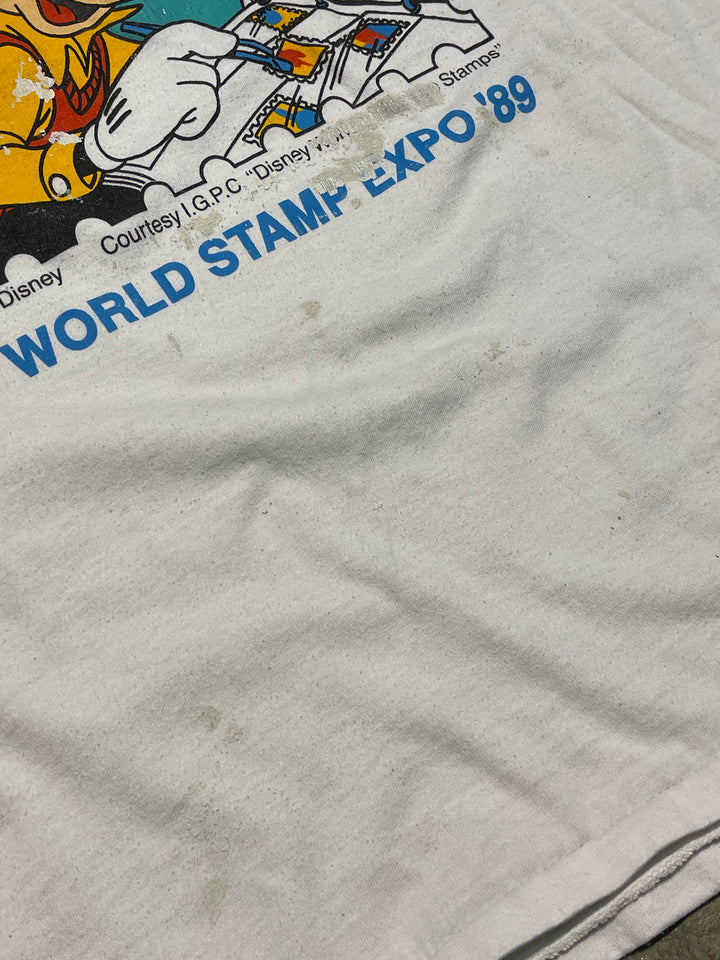 Disney
Courtesy I.G.P.C "Disney Stamps"
WORLD STAMP EXPO '89